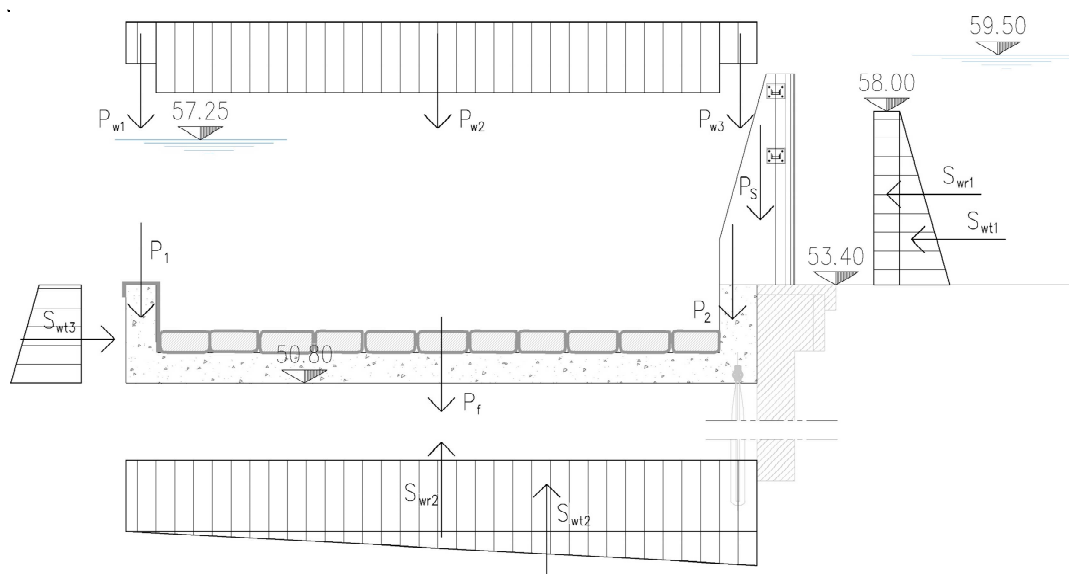 59.50
58.00
57.25
P_w1
P_w2
P_w3
P_S
S_wr1
S_wt1
P_1
53.40
P_2
S_wt3
50.80
P_f
S_wr2
S_wt2